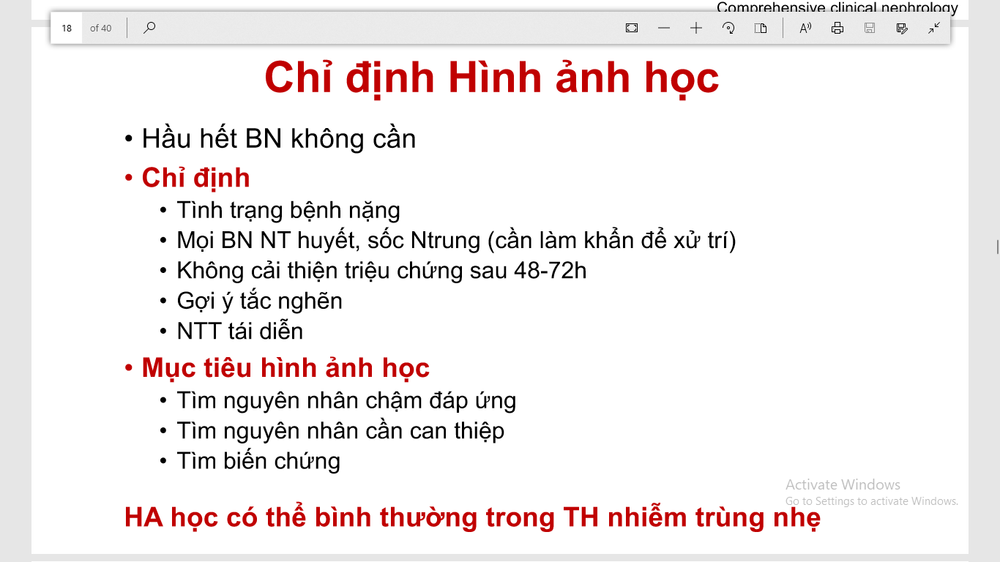 Comprehensive clinical nephrology
18 of 40
Chỉ định Hình ảnh học
• Hầu hết BN không cần
• Chỉ định
• Tình trạng bệnh nặng
• Mọi BN NT huyết, sốc Ntrung (cần làm khẩn để xử trí)
• Không cải thiện triệu chứng sau 48-72h
• Gợi ý tắc nghẽn
• NTT tái diễn
• Mục tiêu hình ảnh học
• Tìm nguyên nhân chậm đáp ứng
• Tìm nguyên nhân cần can thiệp
• Tìm biến chứng
Activate Windows
Go to Settings to activate Windows.
HA học có thể bình thường trong TH nhiễm trùng nhẹ